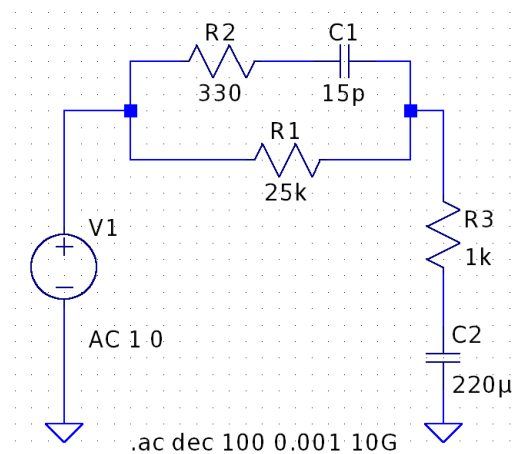 R2 C1
330 15p
R1
25k
V1
R3
1k
AC 1 0
C2
220µ
.ac dec 100 0.001 10G